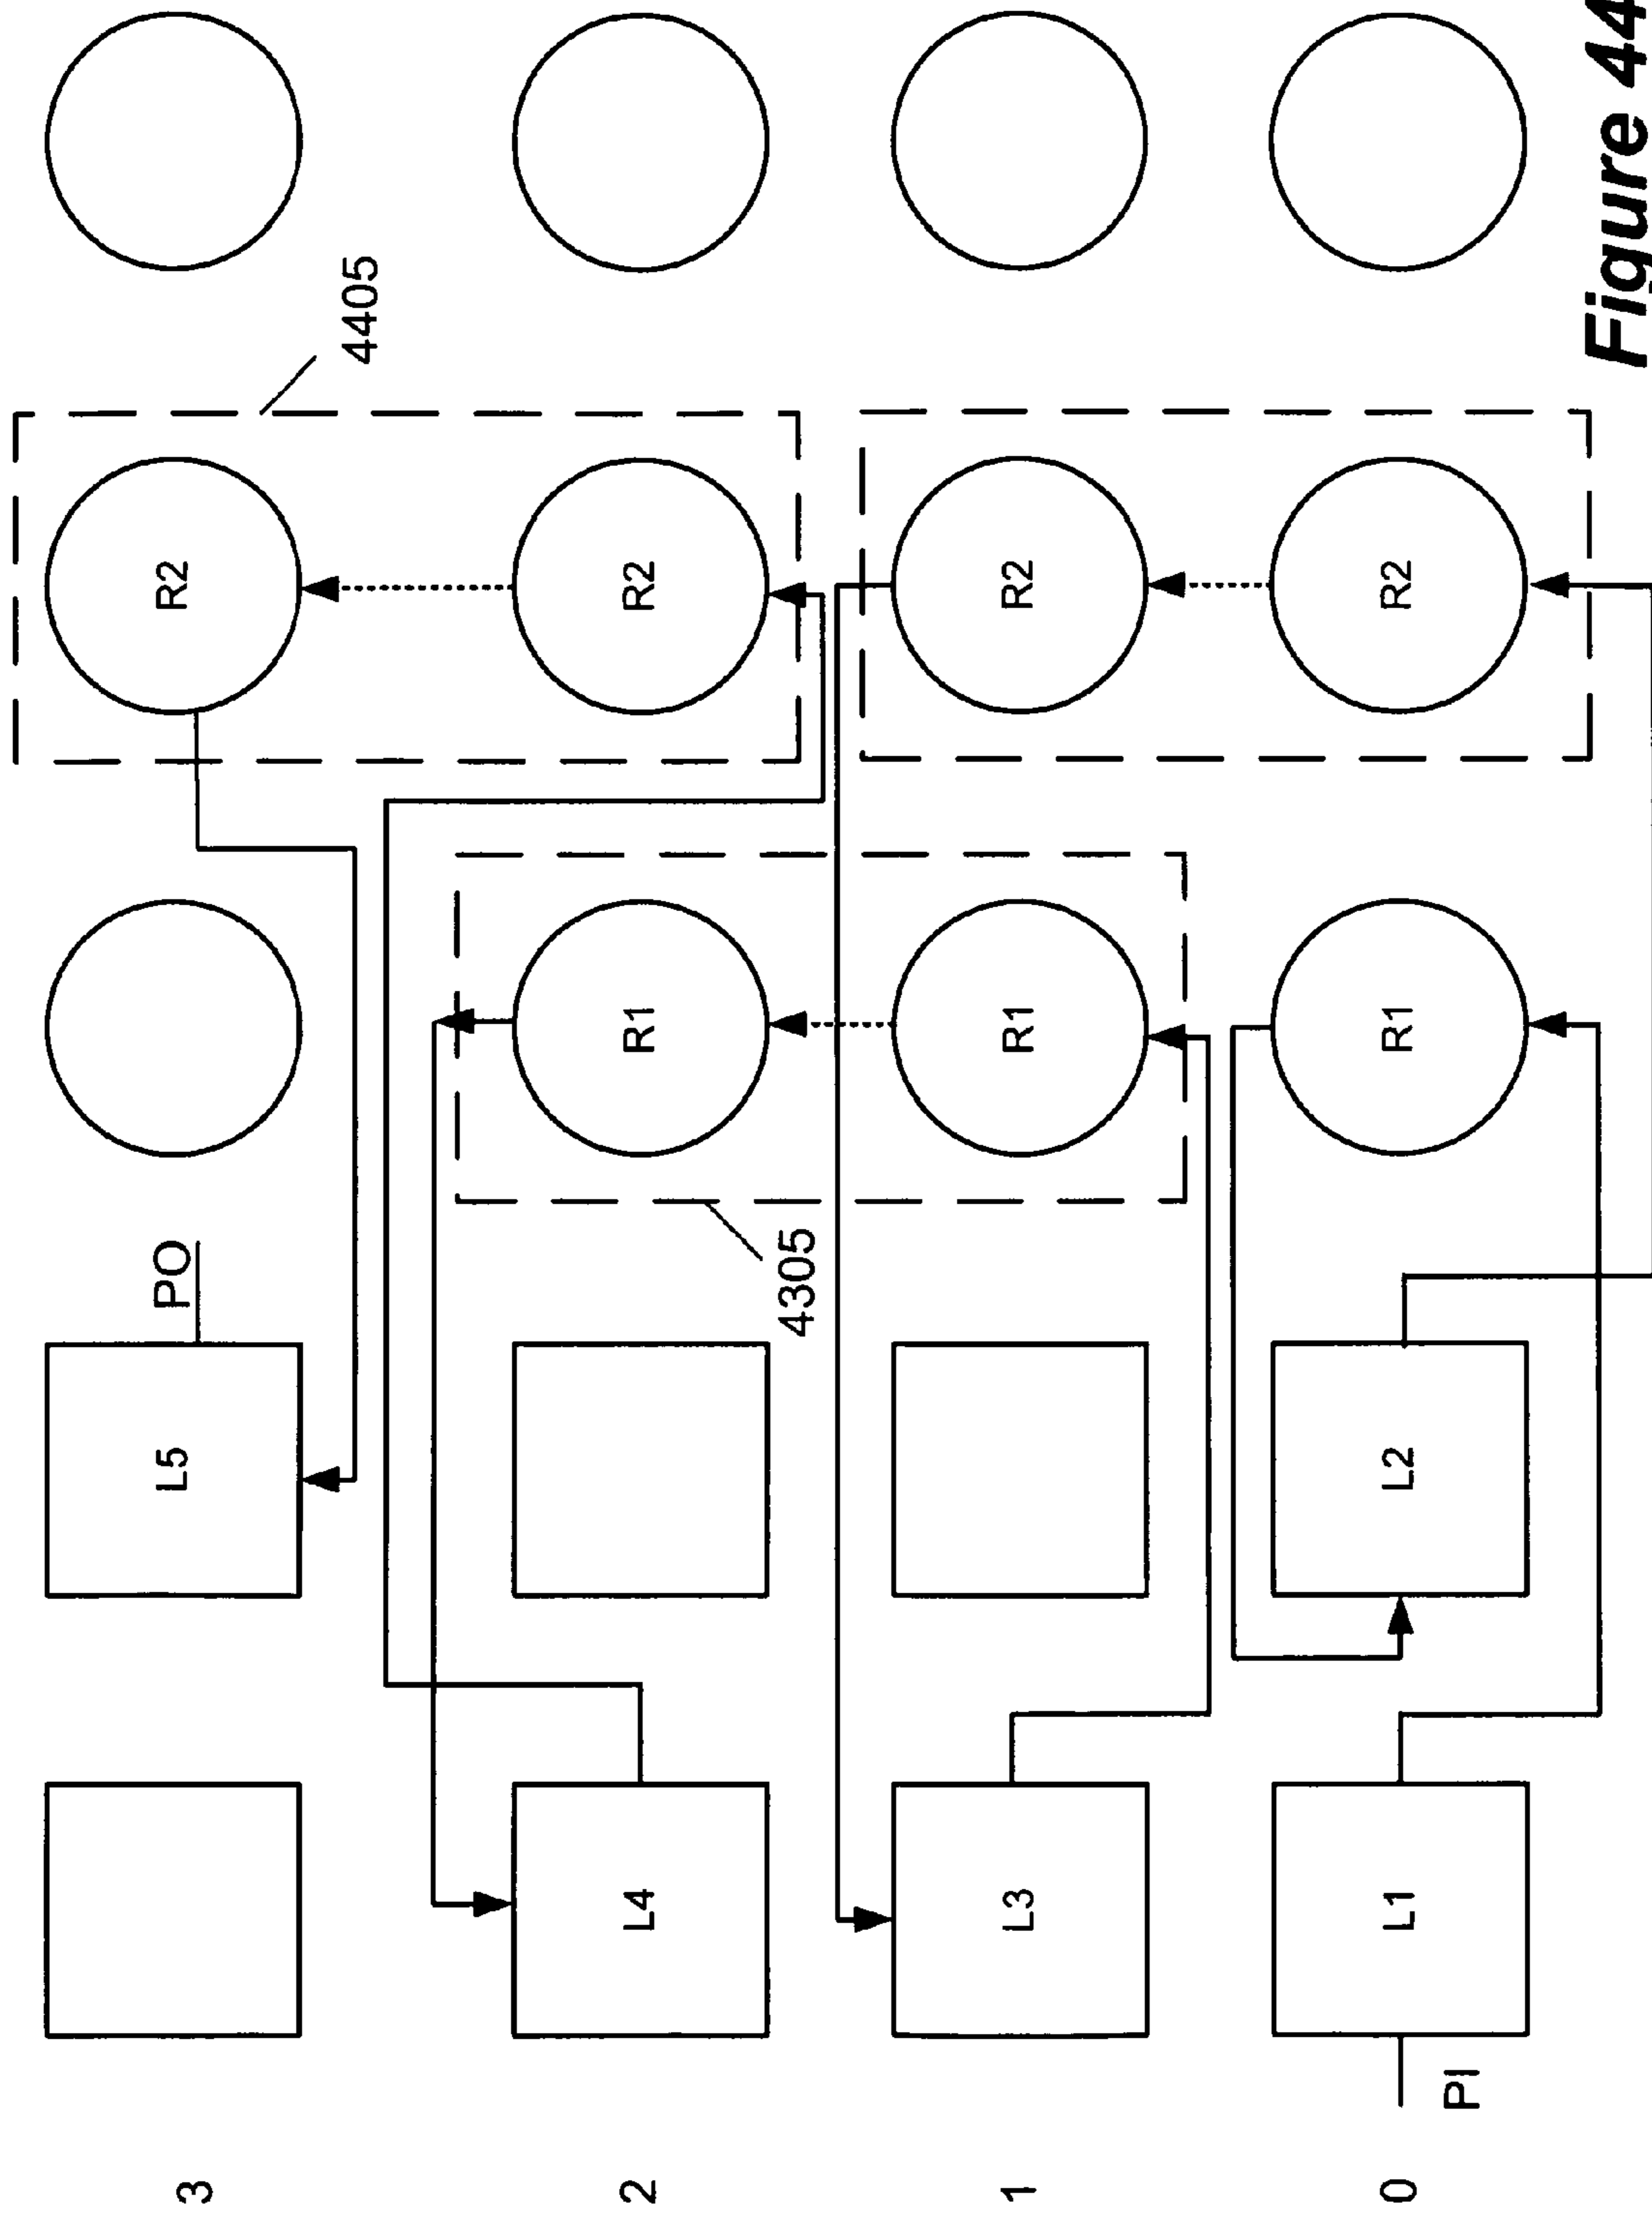 3 L5 PO R2
4405
2 L4 R1 R2
4305
1 L3 R1 R2
0 L1 L2 R1 R2
PI
Figure 44